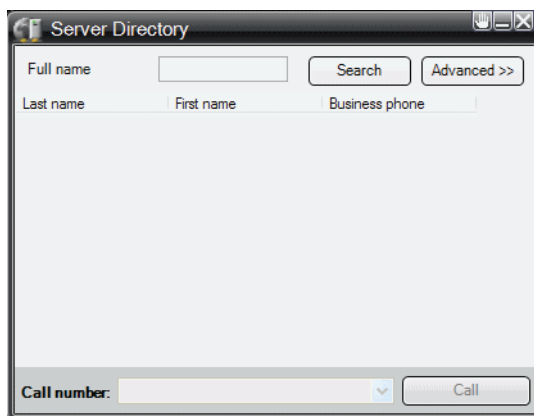 Server Directory
Full name Search Advanced >>
Last name First name Business phone
Call number: Call